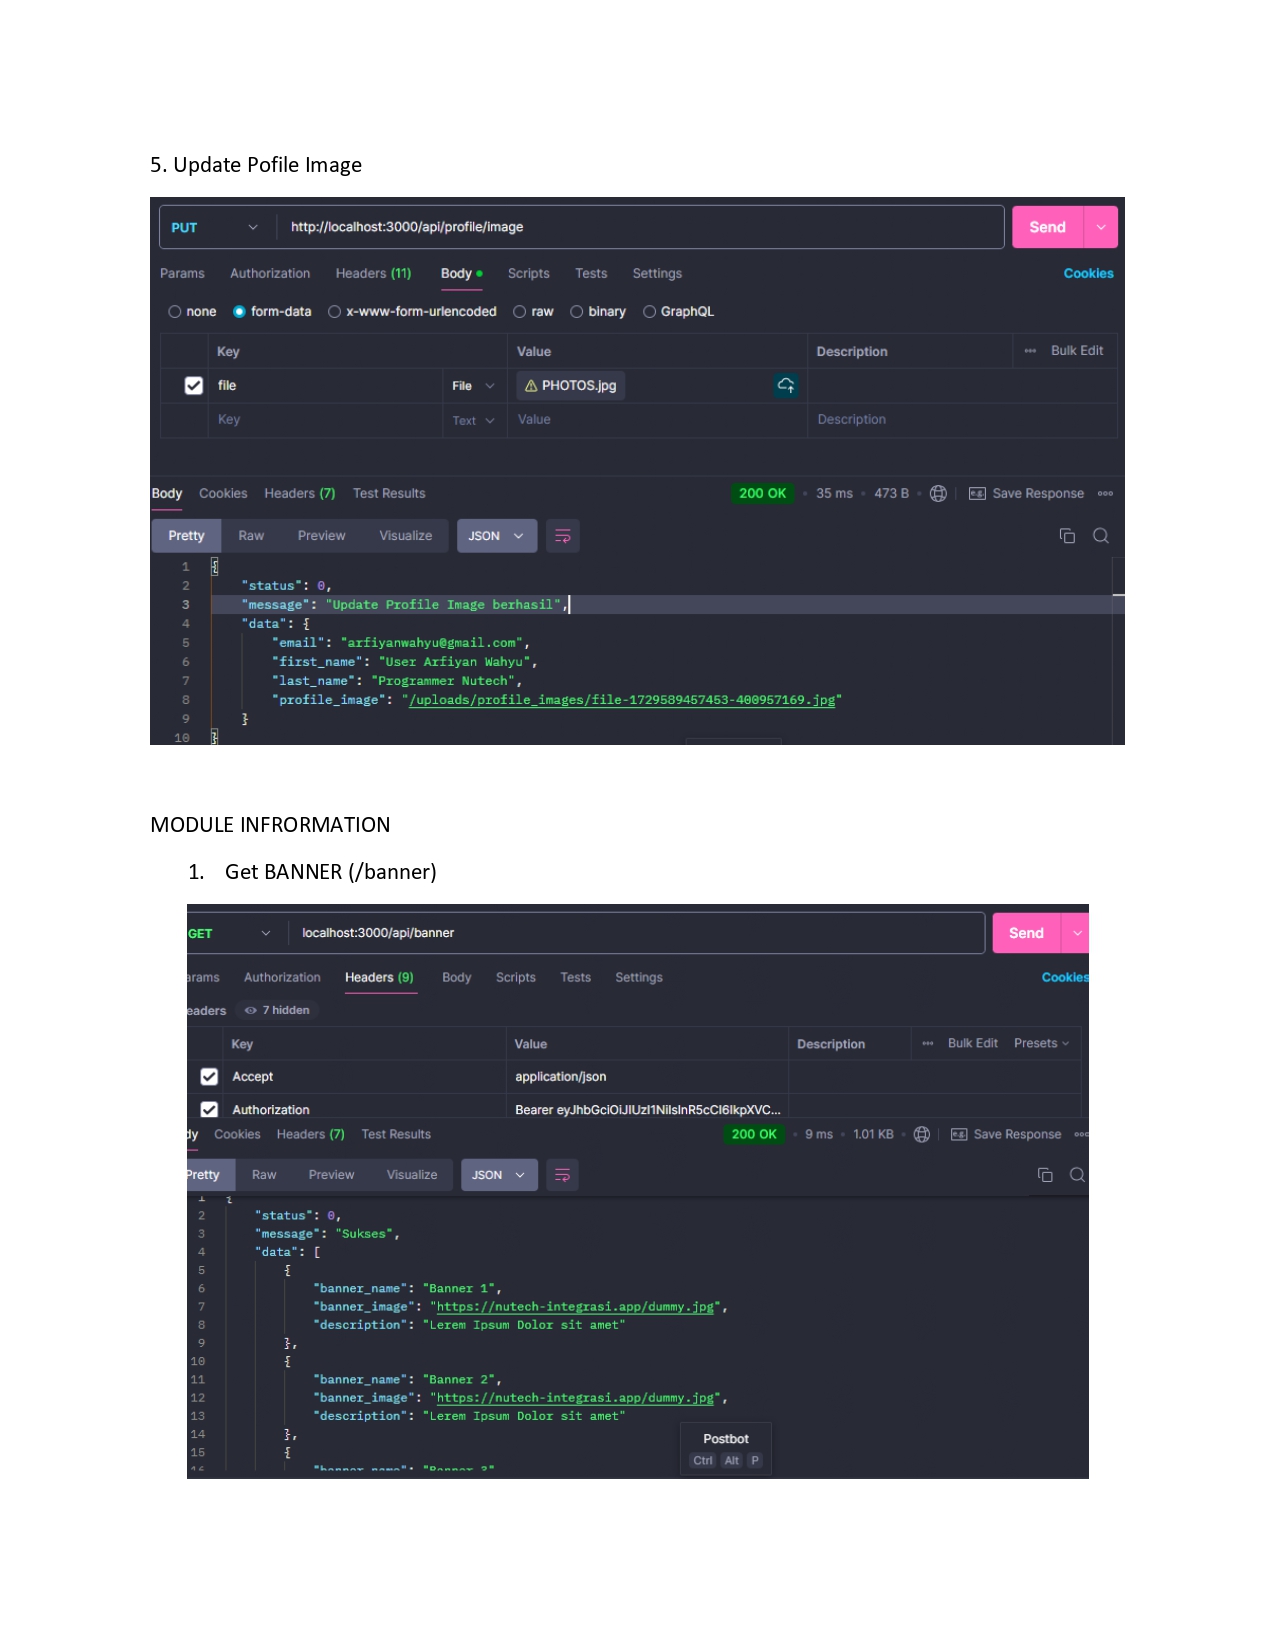 5. Update Pofile Image
PUT http://localhost:3000/api/profile/image Send
Params Authorization Headers (11) Body Scripts Tests Settings Cookies
none form-data x-www-form-urlencoded raw binary GraphQL
Key Value Description Bulk Edit
file File PHOTOS.jpg
Key Text Value Description
Body Cookies Headers (7) Test Results 200 OK 35 ms 473 B Save Response
Pretty Raw Preview Visualize JSON
1 {
2 "status": 0,
3 "message": "Update Profile Image berhasil",
4 "data": {
5 "email": "arfiyanwahyu@gmail.com",
6 "first_name": "User Arfiyan Wahyu",
7 "last_name": "Programmer Nutech",
8 "profile_image": "/uploads/profile_images/file-1729589457453-400957169.jpg"
9 }
10 }
MODULE INFRORMATION
1. Get BANNER (/banner)
GET localhost:3000/api/banner Send
arams Authorization Headers (9) Body Scripts Tests Settings Cookies
eaders 7 hidden
Key Value Description Bulk Edit Presets
Accept application/json
Authorization Bearer eyJhbGciOiJIUzI1NiIsInR5cCI6IkpXVC...
dy Cookies Headers (7) Test Results 200 OK 9 ms 1.01 KB Save Response
Pretty Raw Preview Visualize JSON
1 {
2 "status": 0,
3 "message": "Sukses",
4 "data": [
5 {
6 "banner_name": "Banner 1",
7 "banner_image": "https://nutech-integrasi.app/dummy.jpg",
8 "description": "Lerem Ipsum Dolor sit amet"
9 },
10 {
11 "banner_name": "Banner 2",
12 "banner_image": "https://nutech-integrasi.app/dummy.jpg",
13 "description": "Lerem Ipsum Dolor sit amet"
14 },
15 {
16 "banner_name": "Banner 3"
Postbot
Ctrl Alt P